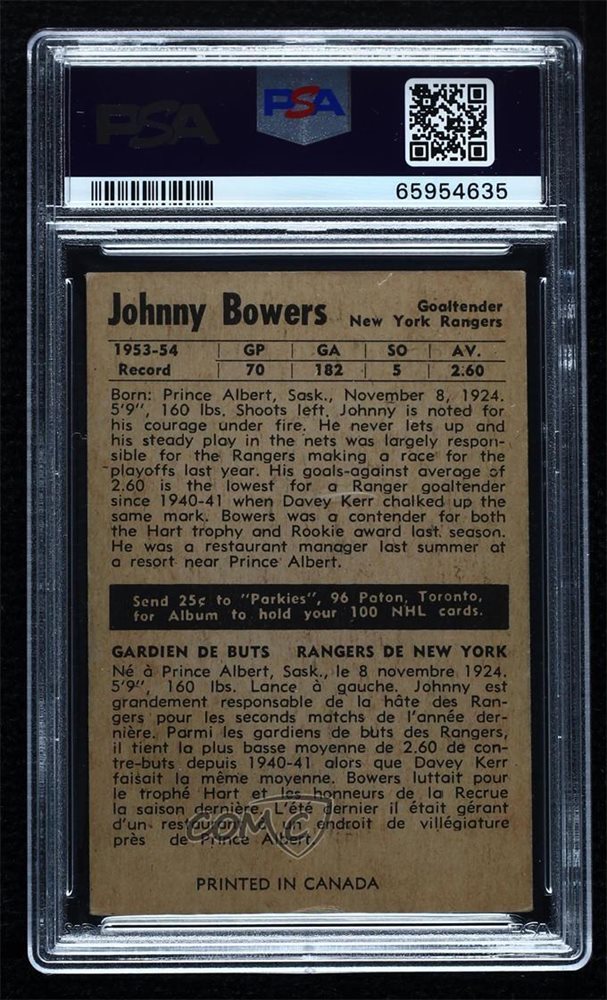 PSA
PSA
65954635
Johnny Bowers
Goaltender
New York Rangers
1953-54 GP GA SO AV.
Record 70 182 5 2.60
Born: Prince Albert, Sask., November 8, 1924.
5'9", 160 lbs. Shoots left. Johnny is noted for
his courage under fire. He never lets up and
his steady play in the nets was largely respon-
sible for the Rangers making a race for the
playoffs last year. His goals-against average of
2.60 is the lowest for a Ranger goaltender
since 1940-41 when Davey Kerr chalked up the
same mark. Bowers was a contender for both
the Hart trophy and Rookie award last season.
He was a restaurant manager last summer at
a resort near Prince Albert.
Send 25¢ to "Parkies", 96 Paton, Toronto,
for Album to hold your 100 NHL cards.
GARDIEN DE BUTS RANGERS DE NEW YORK
Né à Prince Albert, Sask., le 8 novembre 1924.
5'9", 160 lbs. Lance à gauche. Johnny est
grandement responsable de la hâte des Ran-
gers pour les seconds matchs de l'année der-
nière. Parmi les gardiens de bùts des Rangers,
il tient la plus basse moyenne de 2.60 de con-
tre-buts depuis 1940-41 alors que Davey Kerr
faisait la même moyenne. Bowers luttait pour
le trophé Hart et les honneurs de la Recrue
la saison dernière. L'été dernier il était gérant
d'un restaurant à un endroit de villégiature
près de Prince Albert.
COMC
PRINTED IN CANADA
PSA